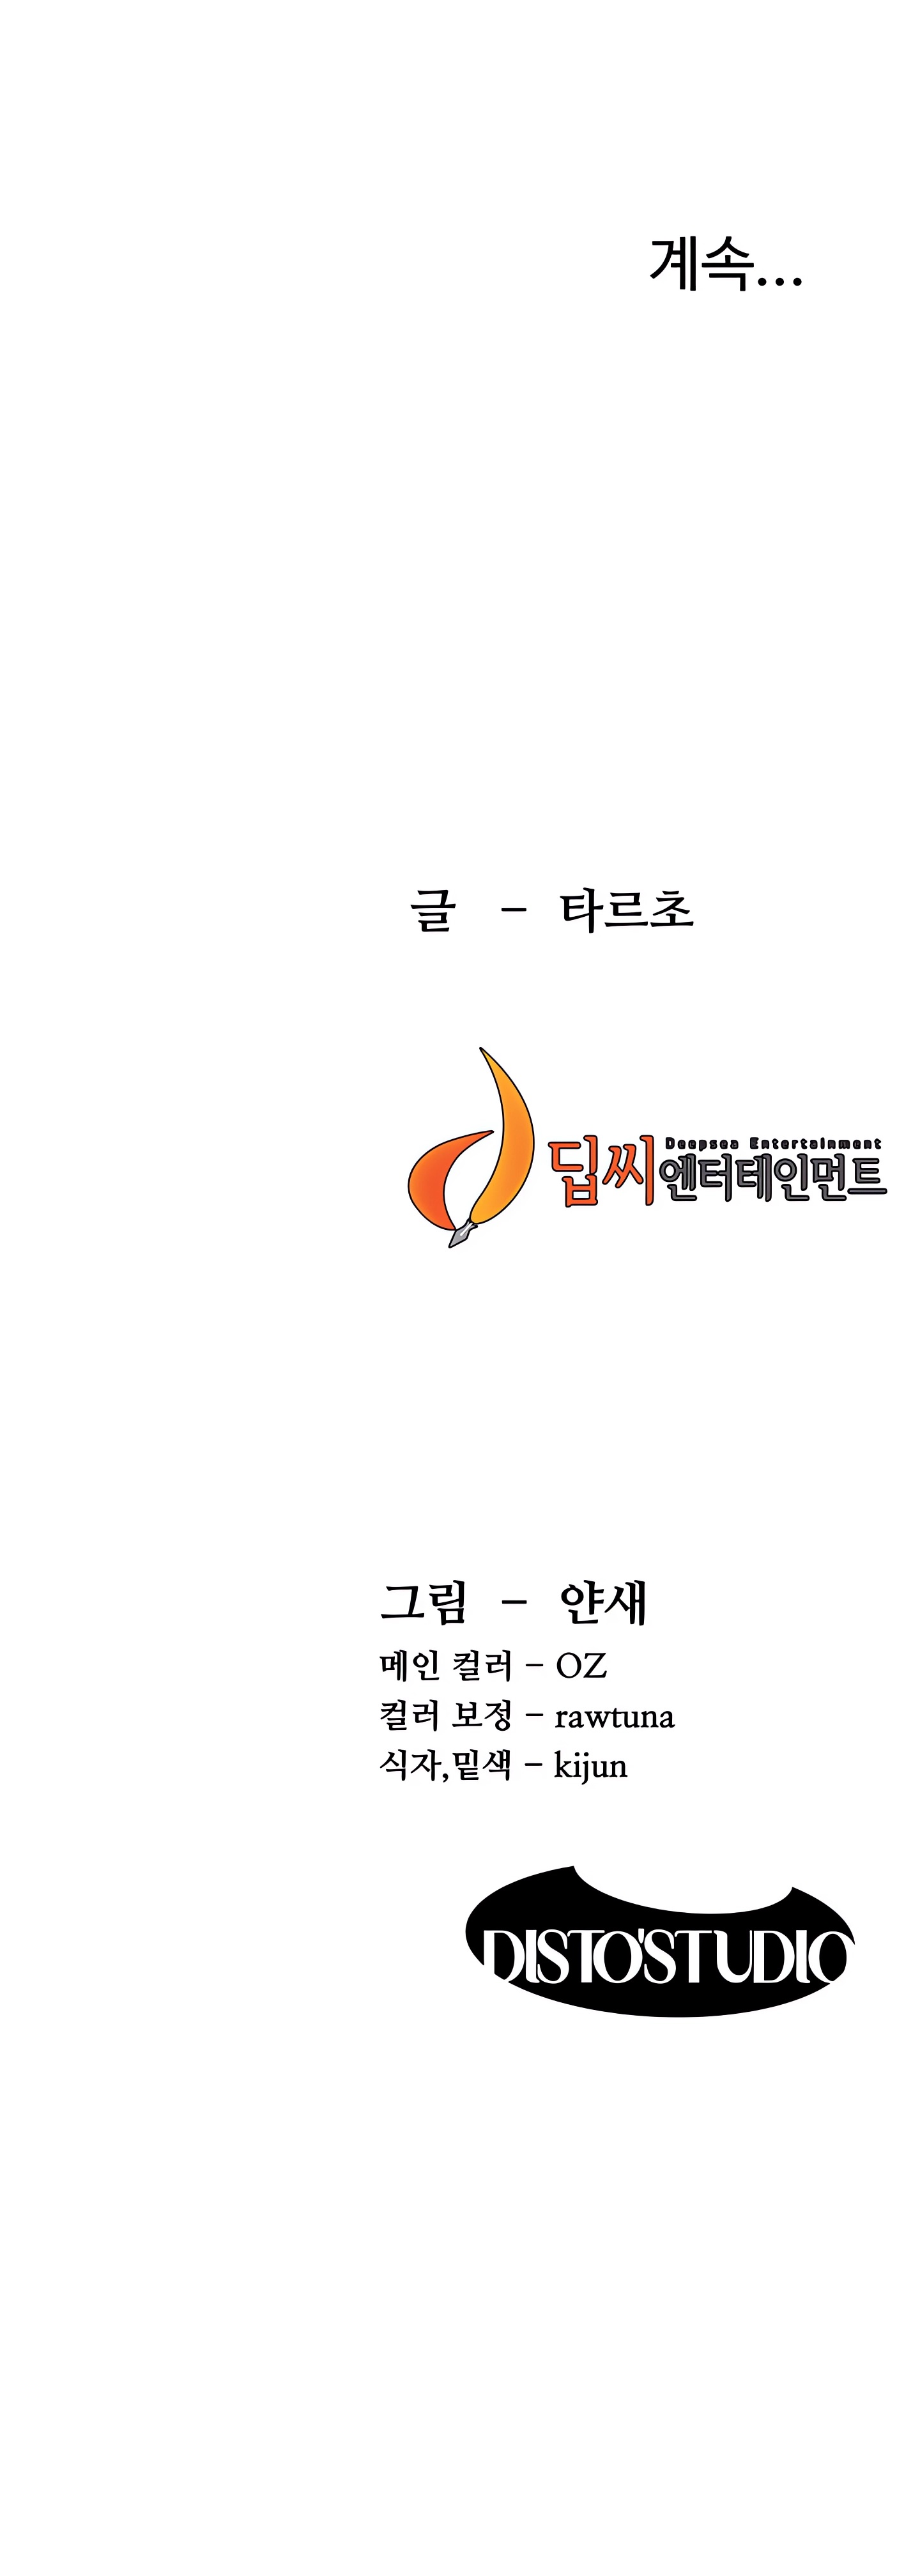 계속...
글 - 타르초
Deepsea Entertainment
딥씨엔터테인먼트
그림 - 얀새
메인 컬러 - OZ
컬러 보정 - rawtuna
식자,밑색 - kijun
DISTO'STUDIO